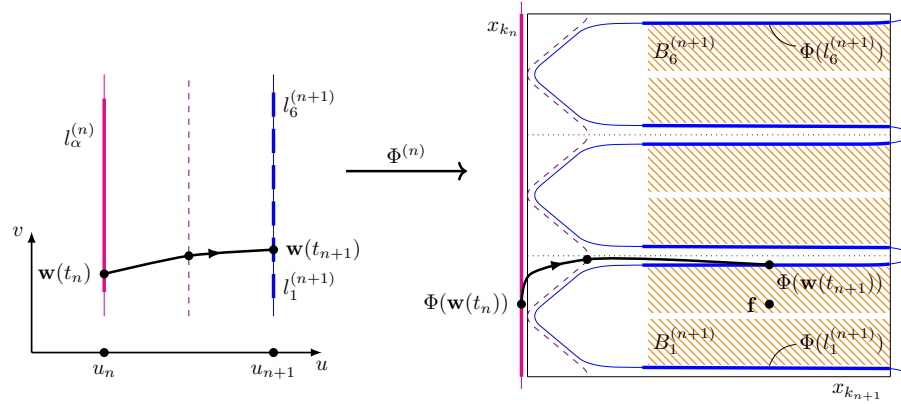 x_{k_n}
B_6^{(n+1)}
Φ(l_6^{(n+1)})
l_6^{(n+1)}
l_α^{(n)}
Φ^{(n)}
v
w(t_n)
w(t_{n+1})
l_1^{(n+1)}
Φ(w(t_n))
Φ(w(t_{n+1}))
f
B_1^{(n+1)}
Φ(l_1^{(n+1)})
u_n
u_{n+1}
u
x_{k_{n+1}}